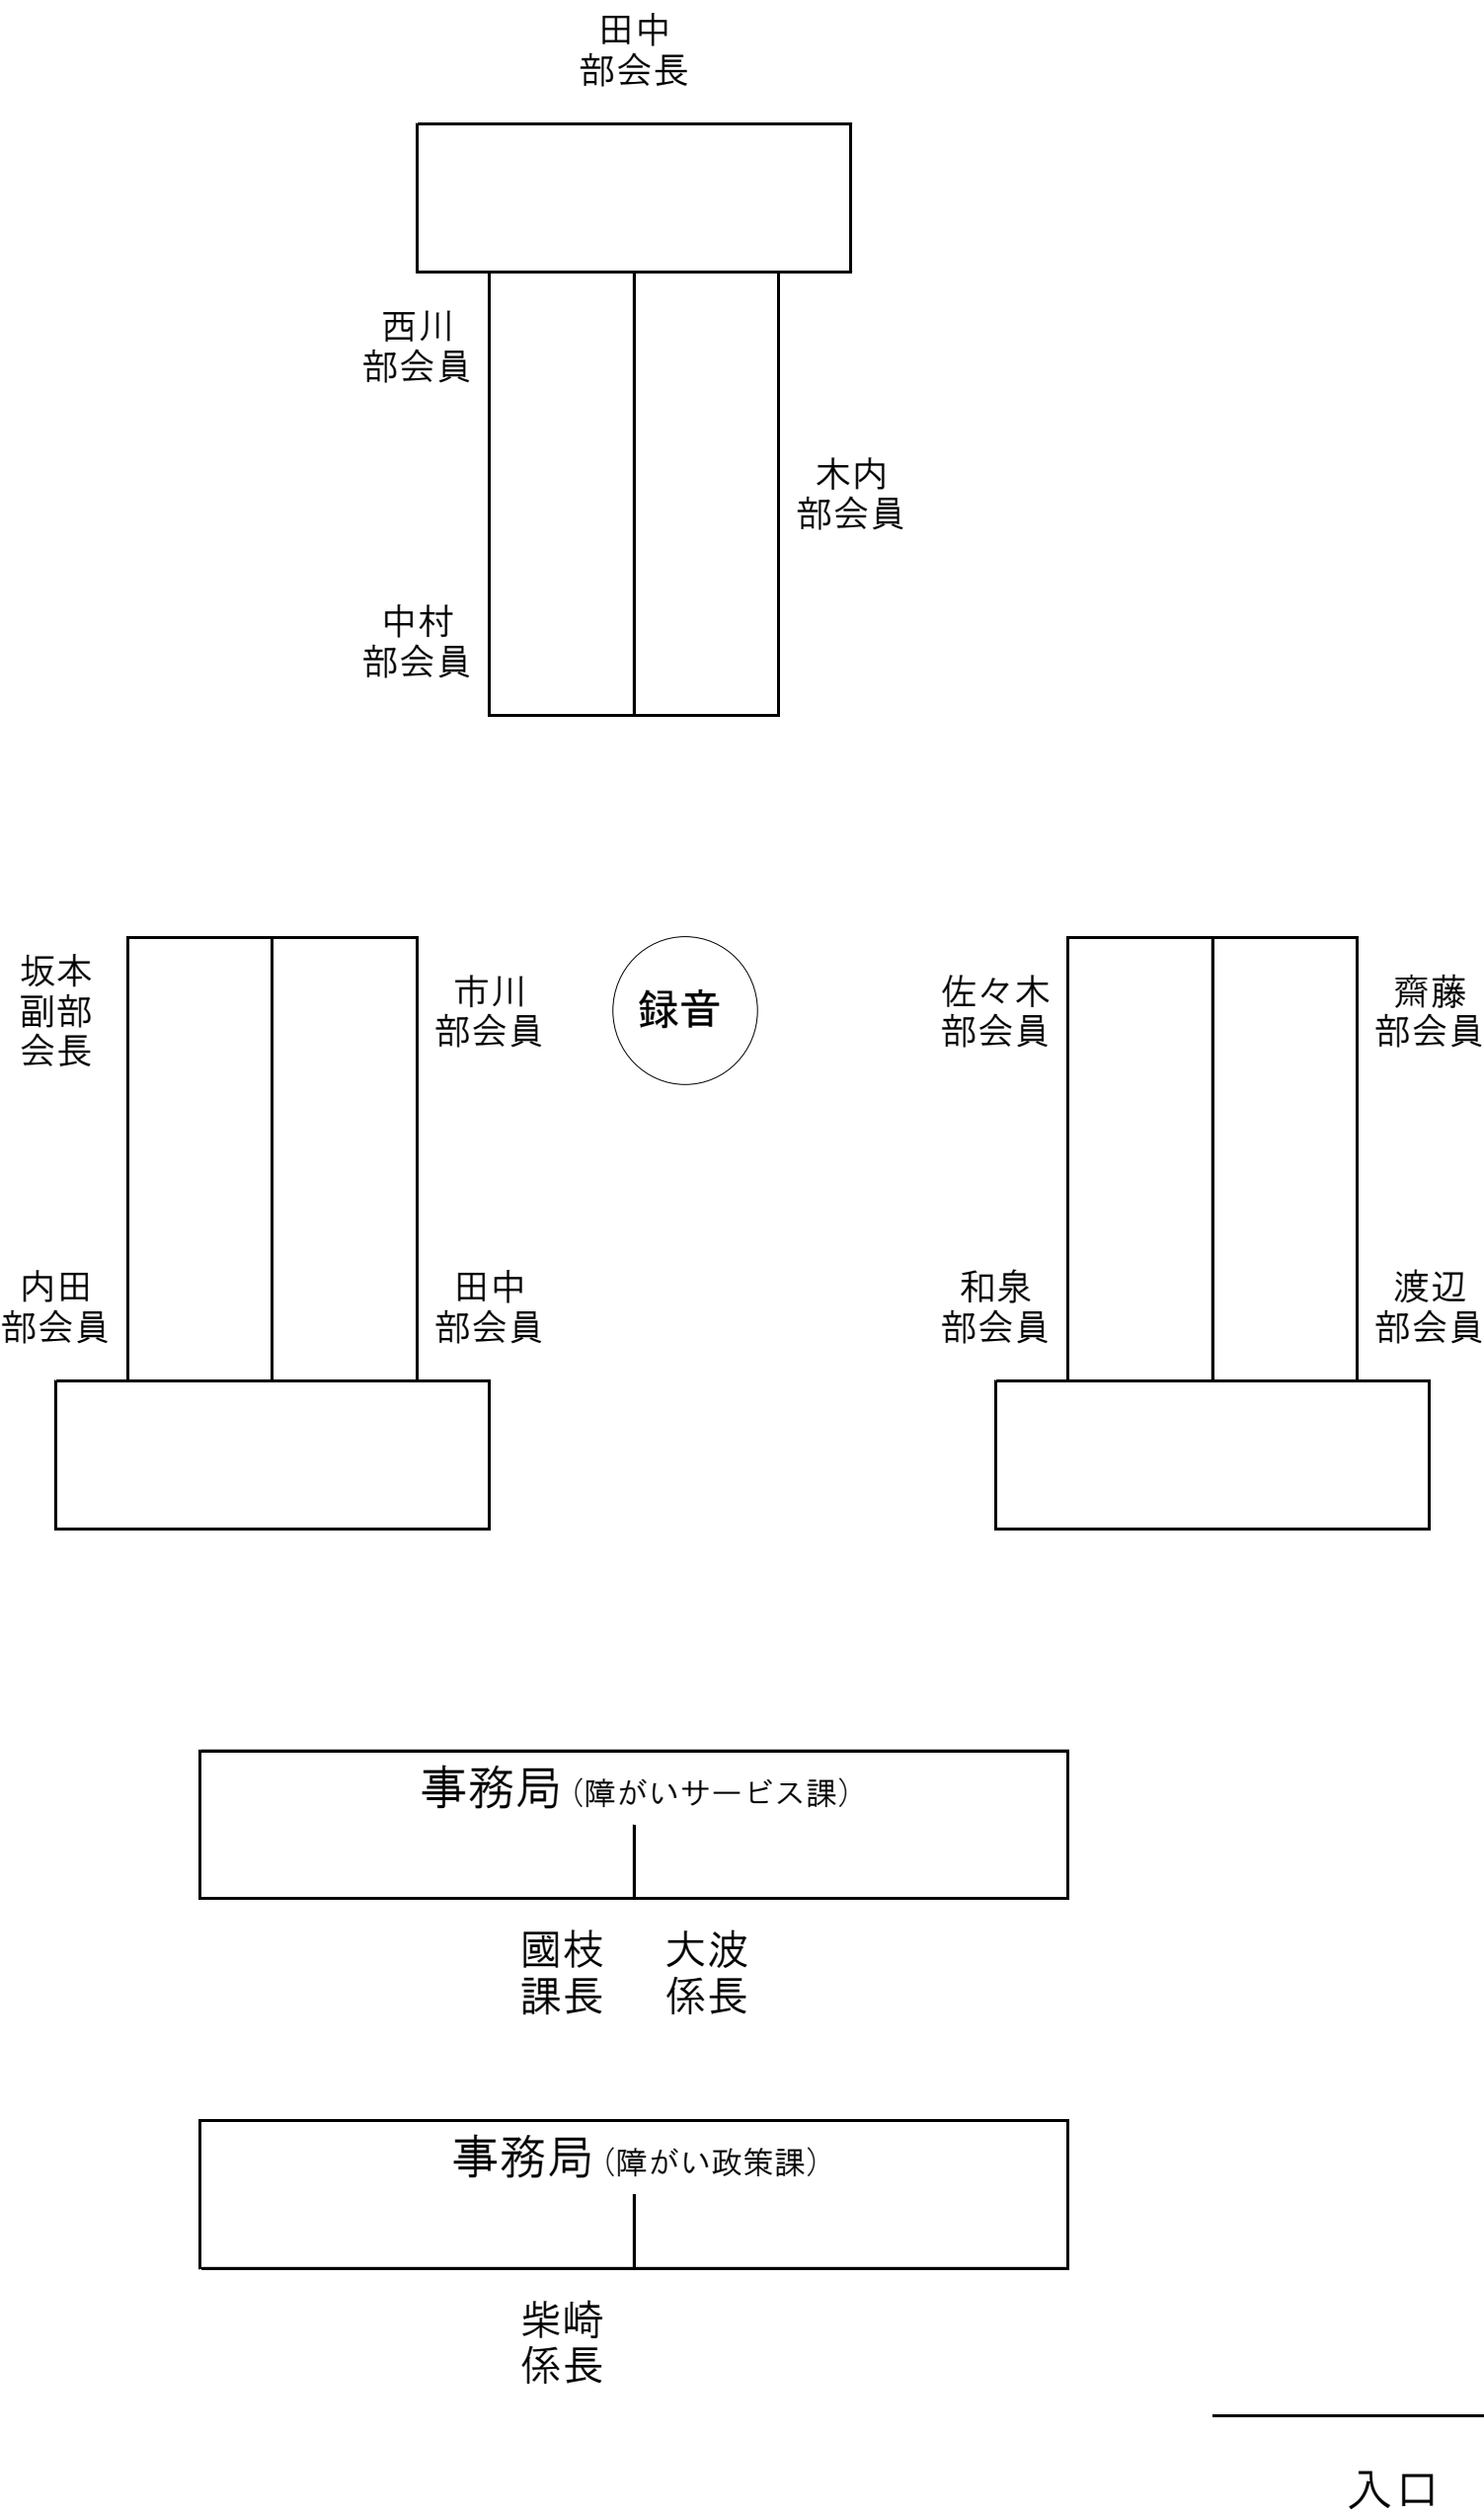 田中
部会長
西川
部会員
木内
部会員
中村
部会員
坂本
副部
会長
市川
部会員
録音
佐々木
部会員
齋藤
部会員
内田
部会員
田中
部会員
和泉
部会員
渡辺
部会員
事務局（障がいサービス課）
國枝
課長
大波
係長
事務局（障がい政策課）
柴崎
係長
入口